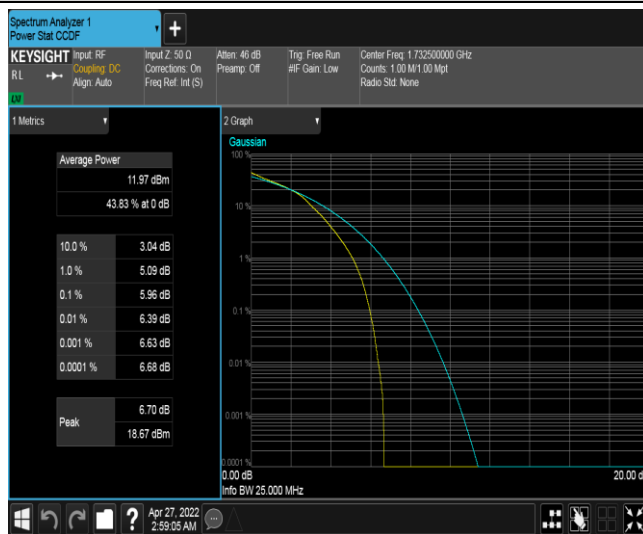 Spectrum Analyzer 1
Power Stat CCDF
KEYSIGHT
RL
Input: RF
Coupling: DC
Align: Auto
Input Z: 50 Ω
Corrections: On
Freq Ref: Int (S)
Atten: 46 dB
Preamp: Off
Trig: Free Run
#IF Gain: Low
Center Freq: 1.732500000 GHz
Counts: 1.00 M/1.00 Mpt
Radio Std: None
1 Metrics
Average Power
11.97 dBm
43.83 % at 0 dB
10.0 % 3.04 dB
1.0 % 5.09 dB
0.1 % 5.96 dB
0.01 % 6.39 dB
0.001 % 6.63 dB
0.0001 % 6.68 dB
Peak
6.70 dB
18.67 dBm
2 Graph
Gaussian
100 %
10 %
1 %
0.1 %
0.01 %
0.001 %
0.0001 %
0.00 dB
20.00 d
Info BW 25.000 MHz
Apr 27, 2022
2:59:05 AM